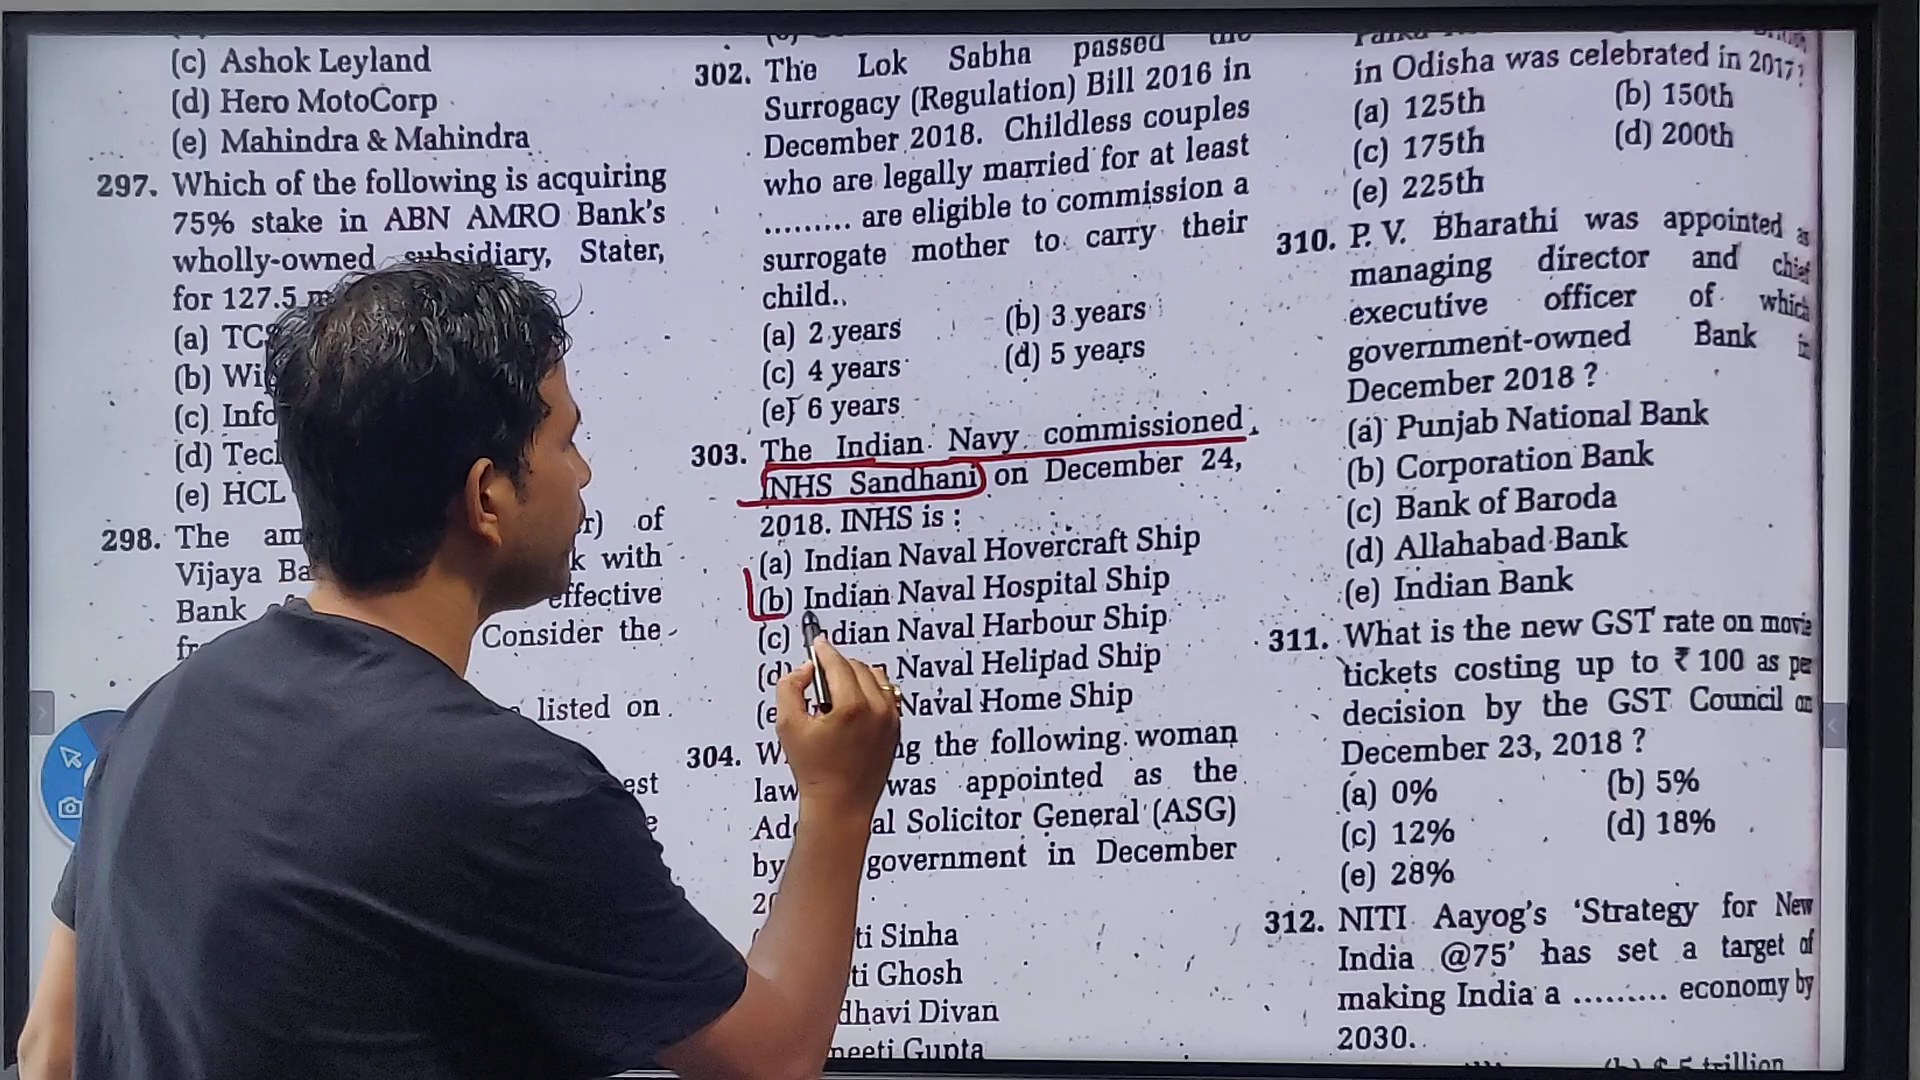 (c) Ashok Leyland
(d) Hero MotoCorp
(e) Mahindra & Mahindra
297. Which of the following is acquiring
75% stake in ABN AMRO Bank's
wholly-owned subsidiary, Stater,
for 127.5
(a)
(b)
(c)
(d)
(e) HCL
298. The
of
Vijaya
with
Bank
effective
Consider the
listed on
302. The Lok Sabha passed the
Surrogacy (Regulation) Bill 2016 in
December 2018. Childless couples
who are legally married for at least
......... are eligible to commission a
surrogate mother to carry their
child.
(a) 2 years (b) 3 years
(c) 4 years (d) 5 years
(e) 6 years
303. The Indian Navy commissioned
INHS Sandhani on December 24,
2018. INHS is :
(a) Indian Naval Hovercraft Ship
(b) Indian Naval Hospital Ship
(c) Indian Naval Harbour Ship
(d) Naval Helipad Ship
Naval Home Ship
304. the following woman
was appointed as the
Solicitor General (ASG)
by government in December
Sinha
Ghosh
Divan
Gupta
in Odisha was celebrated in 2017?
(a) 125th (b) 150th
(c) 175th (d) 200th
(e) 225th
310. P. V. Bharathi was appointed as
managing director and chief
executive officer of which
government-owned Bank in
December 2018 ?
(a) Punjab National Bank
(b) Corporation Bank
(c) Bank of Baroda
(d) Allahabad Bank
(e) Indian Bank
311. What is the new GST rate on movie
tickets costing up to ₹ 100 as per
decision by the GST Council on
December 23, 2018 ?
(a) 0% (b) 5%
(c) 12% (d) 18%
(e) 28%
312. NITI Aayog's 'Strategy for New
India @75' has set a target of
making India a ......... economy by
2030.
trillion